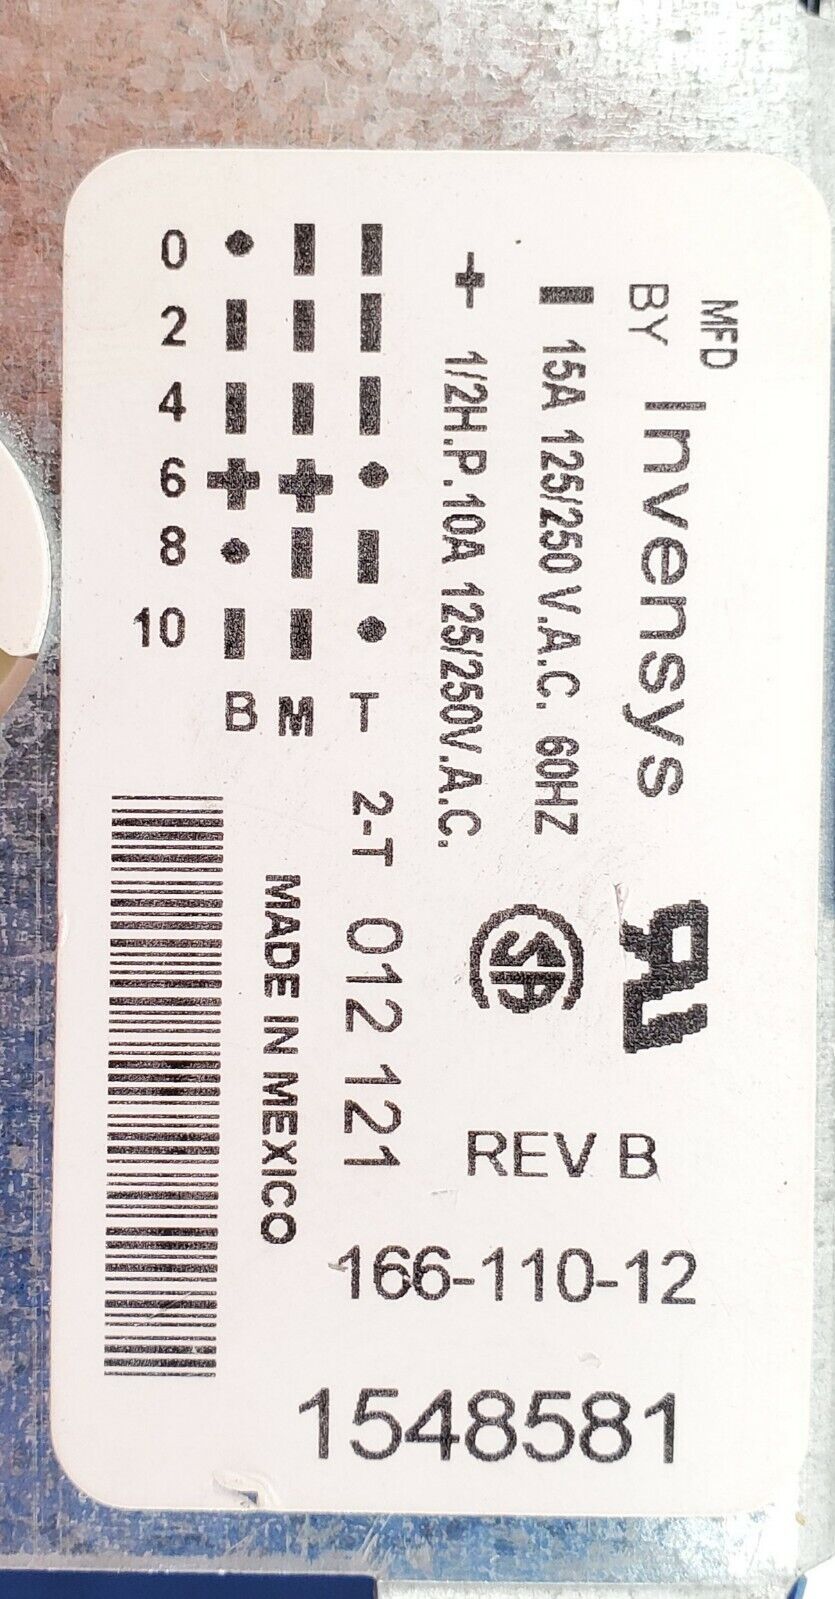 MFD
BY Invensys
15A 125/250 V.A.C. 60HZ
+ 1/2H.P.10A 125/250V.A.C.
REV B
166-110-12
1548581
0
2
4
6
8
10
B M T
2-T 012 121
MADE IN MEXICO